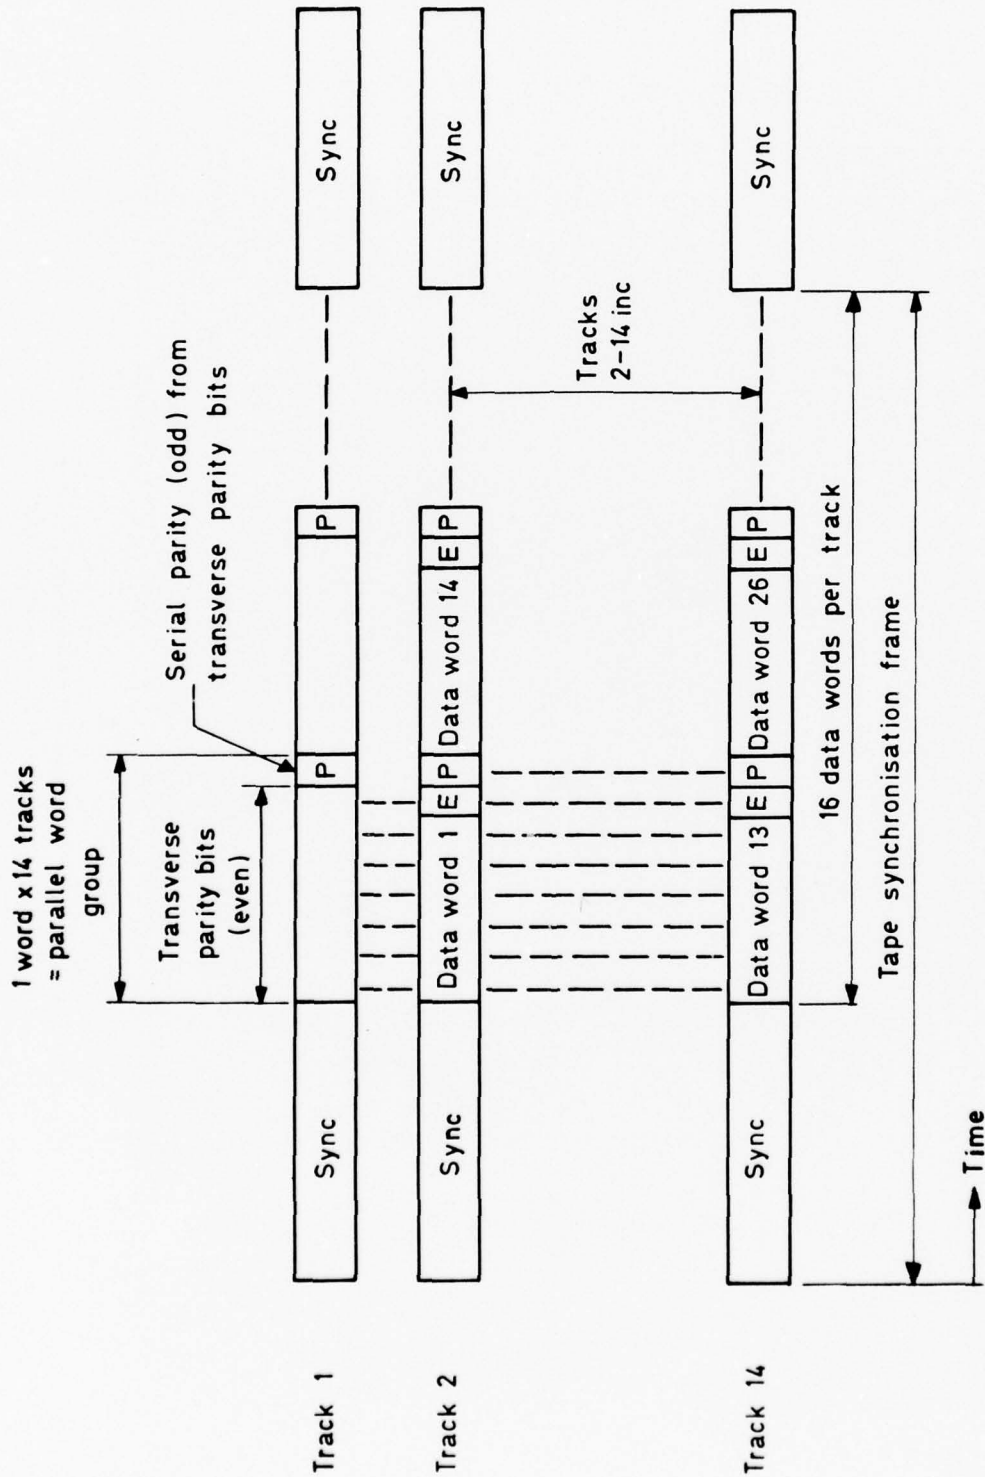 1 word x 14 tracks
= parallel word
group
Transverse
parity bits
(even)
Serial parity (odd) from
transverse parity bits
Track 1
Sync
P
P
Sync
Track 2
Sync
Data word 1
E
P
Data word 14
E
P
Sync
Tracks
2-14 inc
Track 14
Sync
Data word 13
E
P
Data word 26
E
P
Sync
16 data words per track
Tape synchronisation frame
Time